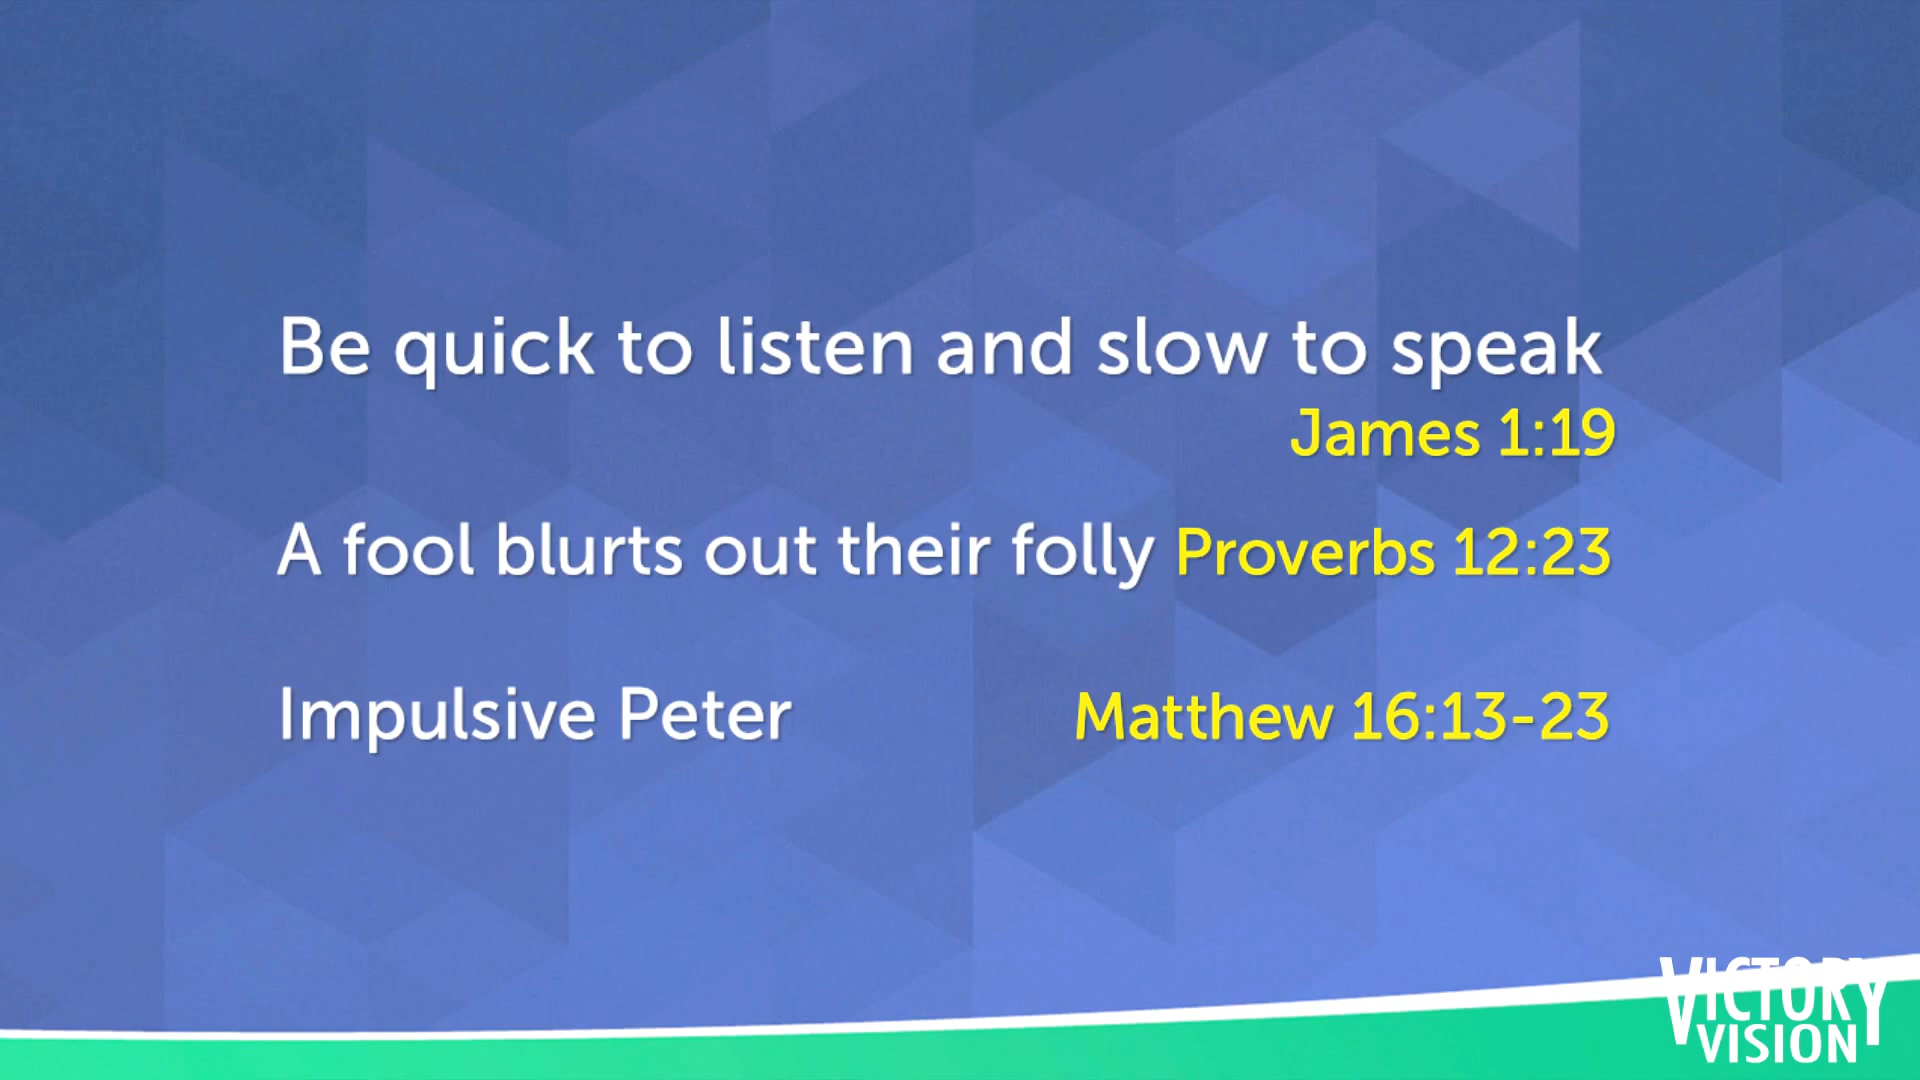 Be quick to listen and slow to speak
James 1:19
A fool blurts out their folly Proverbs 12:23
Impulsive Peter Matthew 16:13-23
VICTORY
VISION